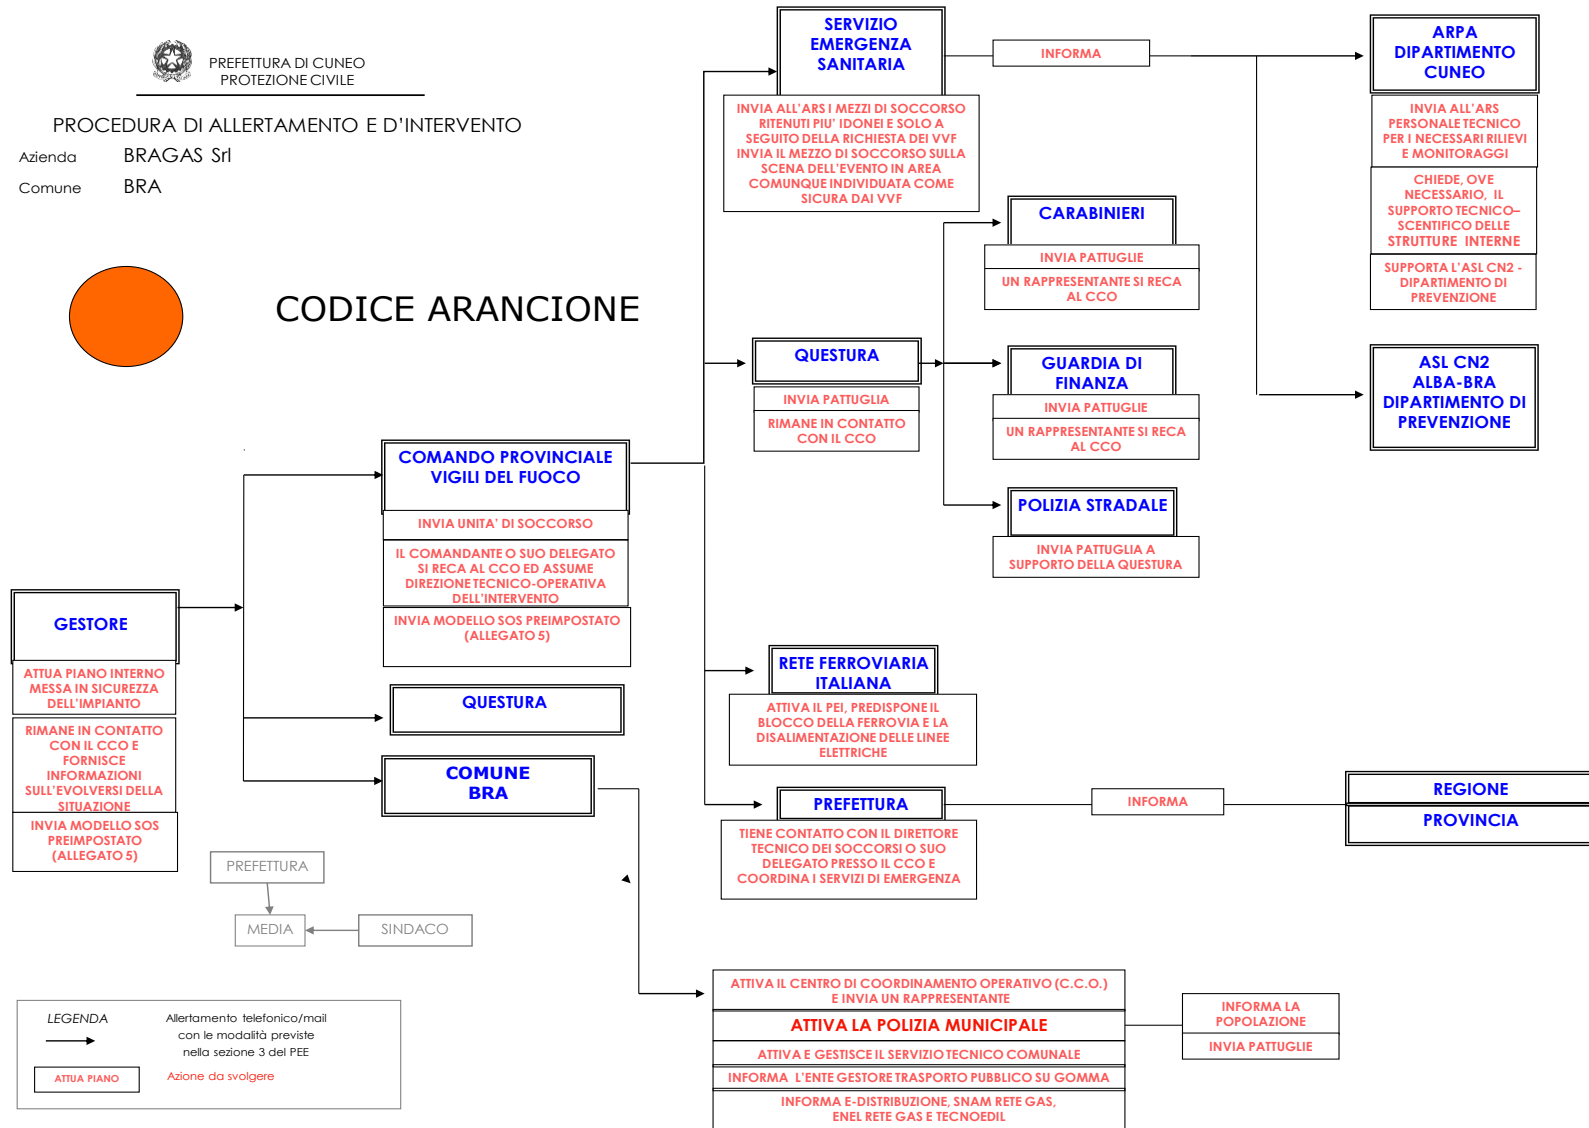 PREFETTURA DI CUNEO
PROTEZIONE CIVILE
PROCEDURA DI ALLERTAMENTO E D'INTERVENTO
Azienda BRAGAS Srl
Comune BRA
CODICE ARANCIONE
GESTORE
ATTUA PIANO INTERNO
MESSA IN SICUREZZA
DELL'IMPIANTO
RIMANE IN CONTATTO
CON IL CCO E
FORNISCE
INFORMAZIONI
SULL'EVOLVERSI DELLA
SITUAZIONE
INVIA MODELLO SOS
PREIMPOSTATO
(ALLEGATO 5)
COMANDO PROVINCIALE
VIGILI DEL FUOCO
INVIA UNITA' DI SOCCORSO
IL COMANDANTE O SUO DELEGATO
SI RECA AL CCO ED ASSUME
DIREZIONE TECNICO-OPERATIVA
DELL'INTERVENTO
INVIA MODELLO SOS PREIMPOSTATO
(ALLEGATO 5)
QUESTURA
COMUNE
BRA
SERVIZIO
EMERGENZA
SANITARIA
INVIA ALL'ARS I MEZZI DI SOCCORSO
RITENUTI PIU' IDONEI E SOLO A
SEGUITO DELLA RICHIESTA DEI VVF
INVIA IL MEZZO DI SOCCORSO SULLA
SCENA DELL'EVENTO IN AREA
COMUNQUE INDIVIDUATA COME
SICURA DAI VVF
INFORMA
ARPA
DIPARTIMENTO
CUNEO
INVIA ALL'ARS
PERSONALE TECNICO
PER I NECESSARI RILIEVI
E MONITORAGGI
CHIEDE, OVE
NECESSARIO, IL
SUPPORTO TECNICO–
SCENTIFICO DELLE
STRUTTURE INTERNE
SUPPORTA L'ASL CN2 -
DIPARTIMENTO DI
PREVENZIONE
ASL CN2
ALBA-BRA
DIPARTIMENTO DI
PREVENZIONE
QUESTURA
INVIA PATTUGLIA
RIMANE IN CONTATTO
CON IL CCO
CARABINIERI
INVIA PATTUGLIE
UN RAPPRESENTANTE SI RECA
AL CCO
GUARDIA DI
FINANZA
INVIA PATTUGLIE
UN RAPPRESENTANTE SI RECA
AL CCO
POLIZIA STRADALE
INVIA PATTUGLIA A
SUPPORTO DELLA QUESTURA
RETE FERROVIARIA
ITALIANA
ATTIVA IL PEI, PREDISPONE IL
BLOCCO DELLA FERROVIA E LA
DISALIMENTAZIONE DELLE LINEE
ELETTRICHE
PREFETTURA
TIENE CONTATTO CON IL DIRETTORE
TECNICO DEI SOCCORSI O SUO
DELEGATO PRESSO IL CCO E
COORDINA I SERVIZI DI EMERGENZA
INFORMA
REGIONE
PROVINCIA
PREFETTURA
MEDIA
SINDACO
ATTIVA IL CENTRO DI COORDINAMENTO OPERATIVO (C.C.O.)
E INVIA UN RAPPRESENTANTE
ATTIVA LA POLIZIA MUNICIPALE
ATTIVA E GESTISCE IL SERVIZIO TECNICO COMUNALE
INFORMA L'ENTE GESTORE TRASPORTO PUBBLICO SU GOMMA
INFORMA E-DISTRIBUZIONE, SNAM RETE GAS,
ENEL RETE GAS E TECNOEDIL
INFORMA LA
POPOLAZIONE
INVIA PATTUGLIE
LEGENDA
Allertamento telefonico/mail
con le modalità previste
nella sezione 3 del PEE
ATTUA PIANO
Azione da svolgere